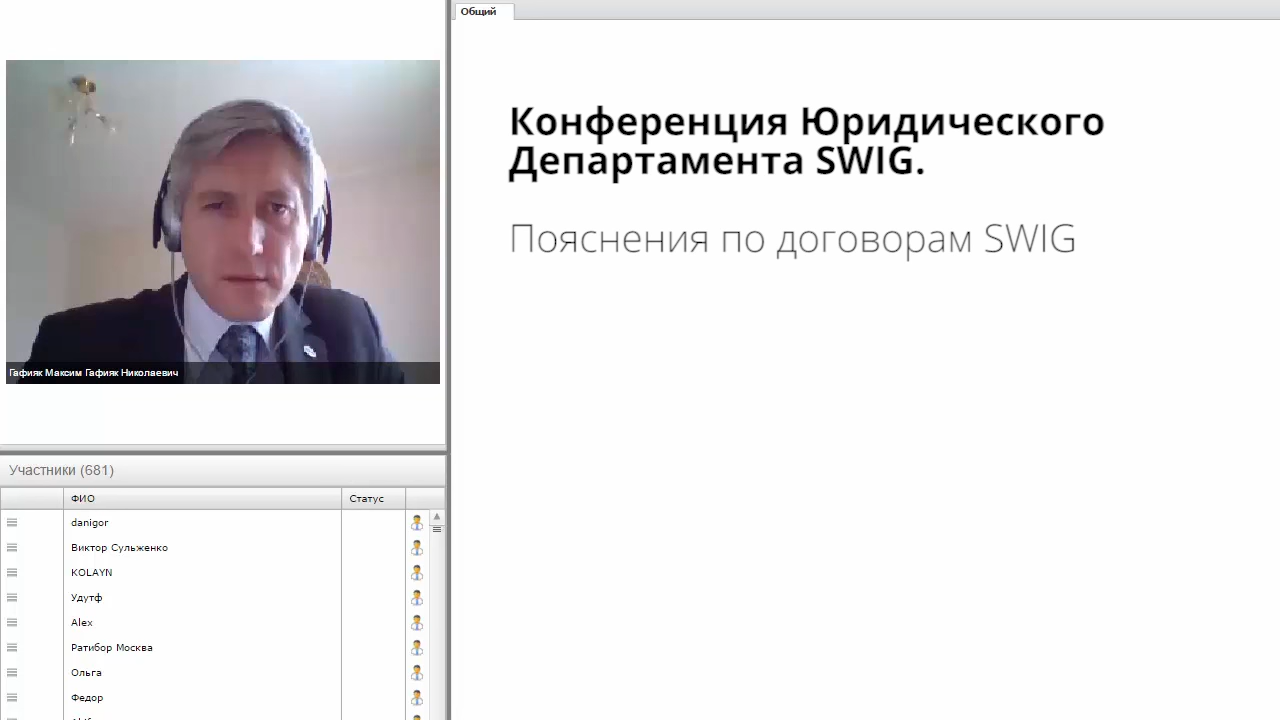 Общий
Конференция Юридического
Департамента SWIG.
Пояснения по договорам SWIG
Гафияк Максим Гафияк Николаевич
Участники (681)
ФИО Статус
danigor
Виктор Сульженко
KOLAYN
Удутф
Alex
Ратибор Москва
Ольга
Федор